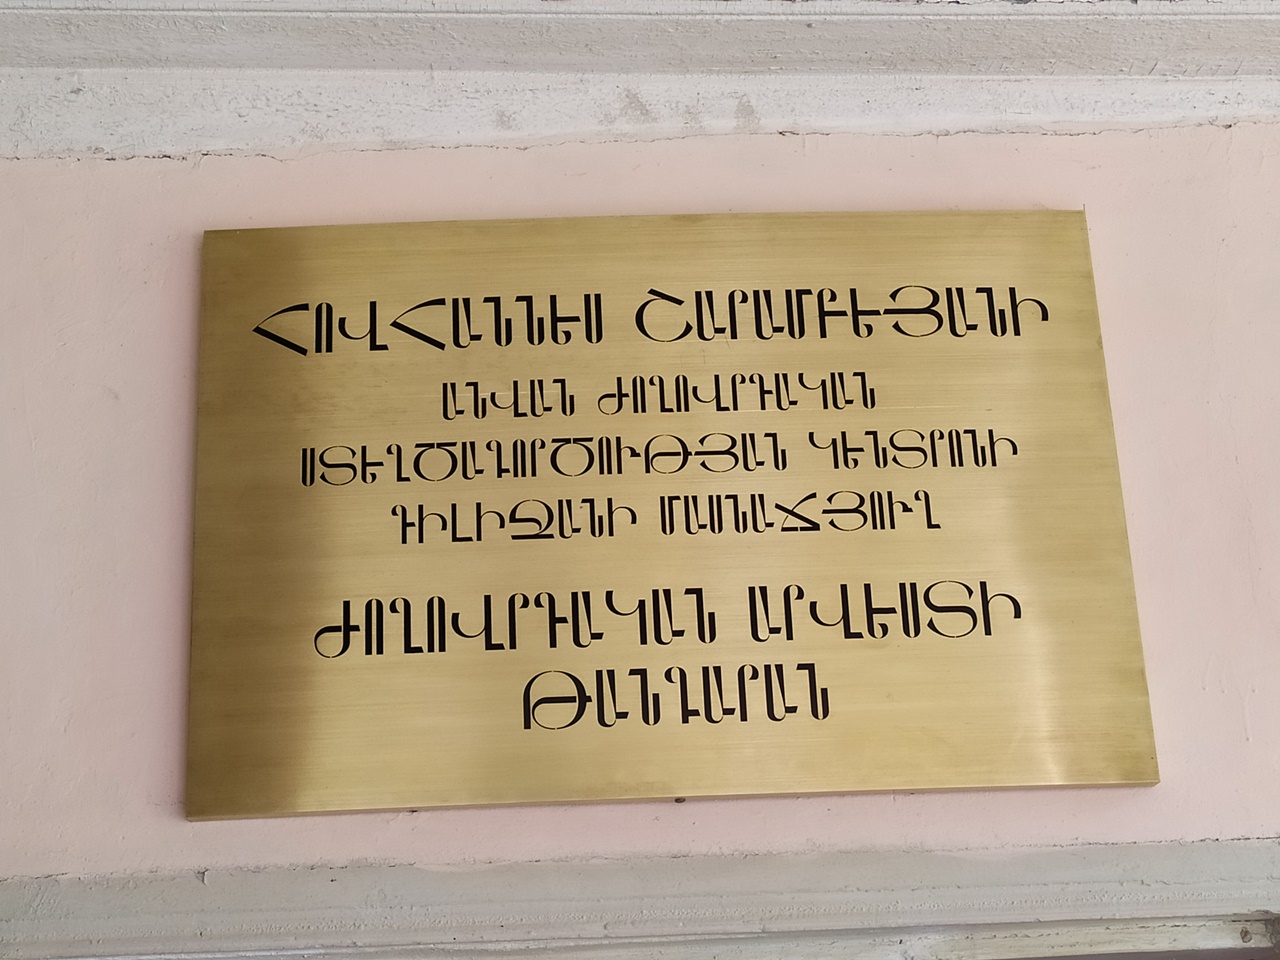 ՀՈՎՀԱՆՆԵՍ ՇԱՐԱՄԲԵՅԱՆԻ
ԱՆՎԱՆ ԺՈՂՈՎՐԴԱԿԱՆ
ՍՏԵՂԾԱԳՈՐԾՈՒԹՅԱՆ ԿԵՆՏՐՈՆԻ
ԴԻԼԻՋԱՆԻ ՄԱՍՆԱՃՅՈՒՂ
ԺՈՂՈՎՐԴԱԿԱՆ ԱՐՎԵՍՏԻ
ԹԱՆԳԱՐԱՆ